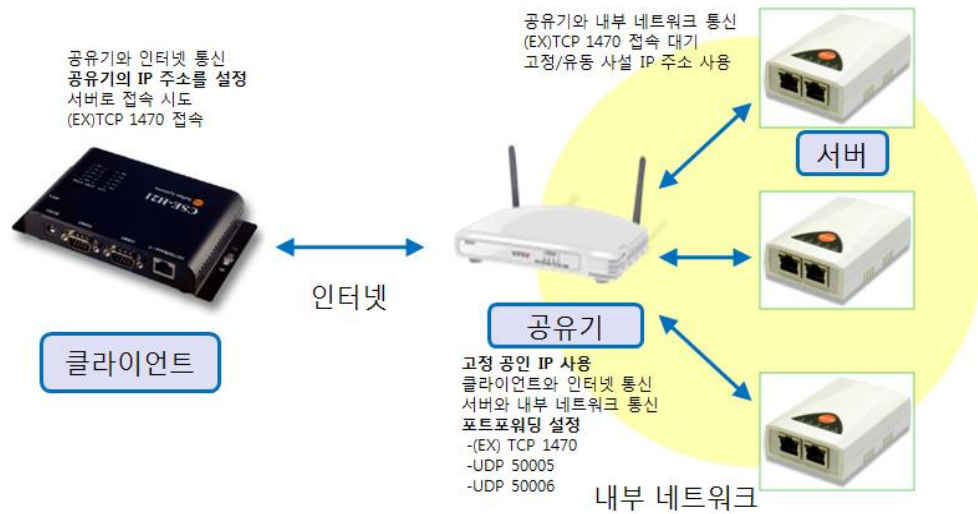 공유기와 인터넷 통신
공유기의 IP 주소를 설정
서버로 접속 시도
(EX)TCP 1470 접속
공유기와 내부 네트워크 통신
(EX)TCP 1470 접속 대기
고정/유동 사설 IP 주소 사용
서버
CSE-H21
인터넷
클라이언트
공유기
고정 공인 IP 사용
클라이언트와 인터넷 통신
서버와 내부 네트워크 통신
포트포워딩 설정
-(EX) TCP 1470
-UDP 50005
-UDP 50006
내부 네트워크